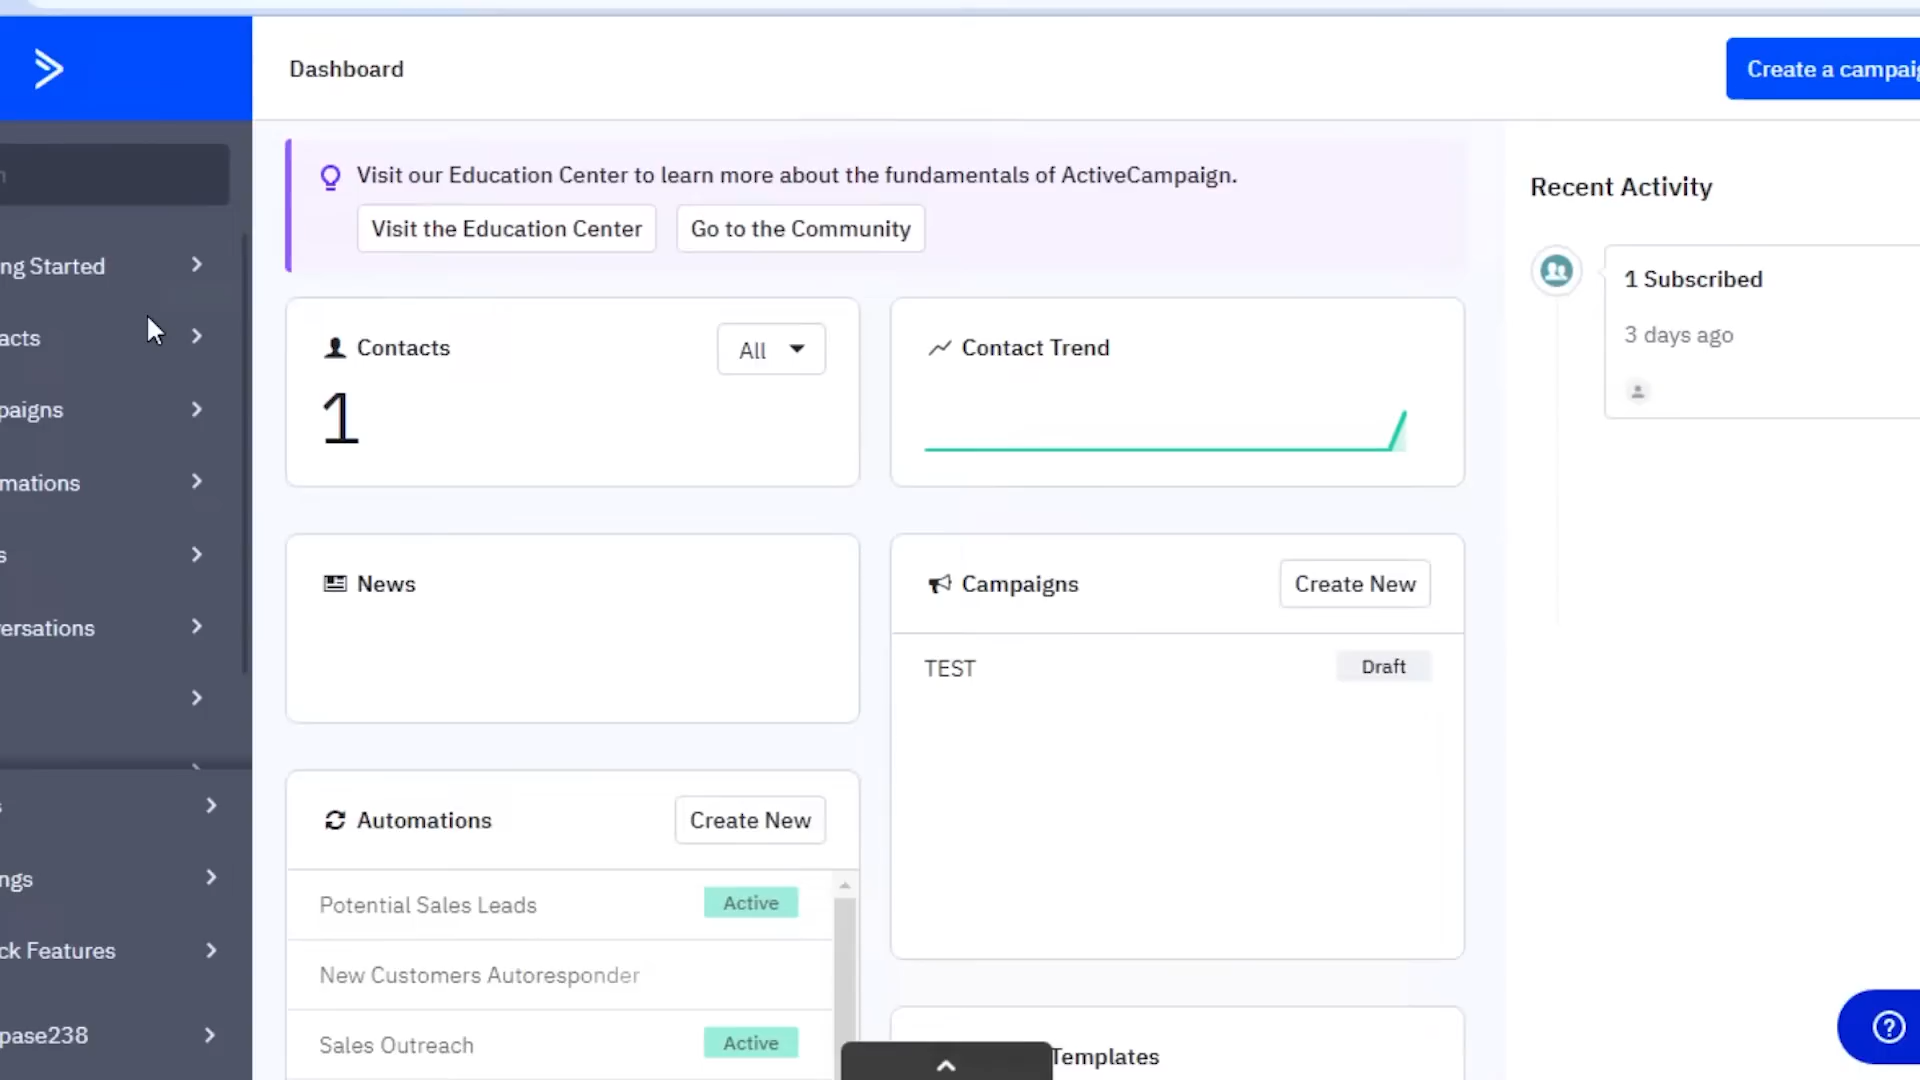 Dashboard
Create a campaig
ng Started
acts
paigns
mations
s
ersations
s
ngs
ck Features
pase238
Visit our Education Center to learn more about the fundamentals of ActiveCampaign.
Visit the Education Center
Go to the Community
Contacts
All
1
Contact Trend
News
Campaigns
Create New
TEST
Draft
Automations
Create New
Potential Sales Leads
Active
New Customers Autoresponder
Sales Outreach
Active
Templates
Recent Activity
1 Subscribed
3 days ago